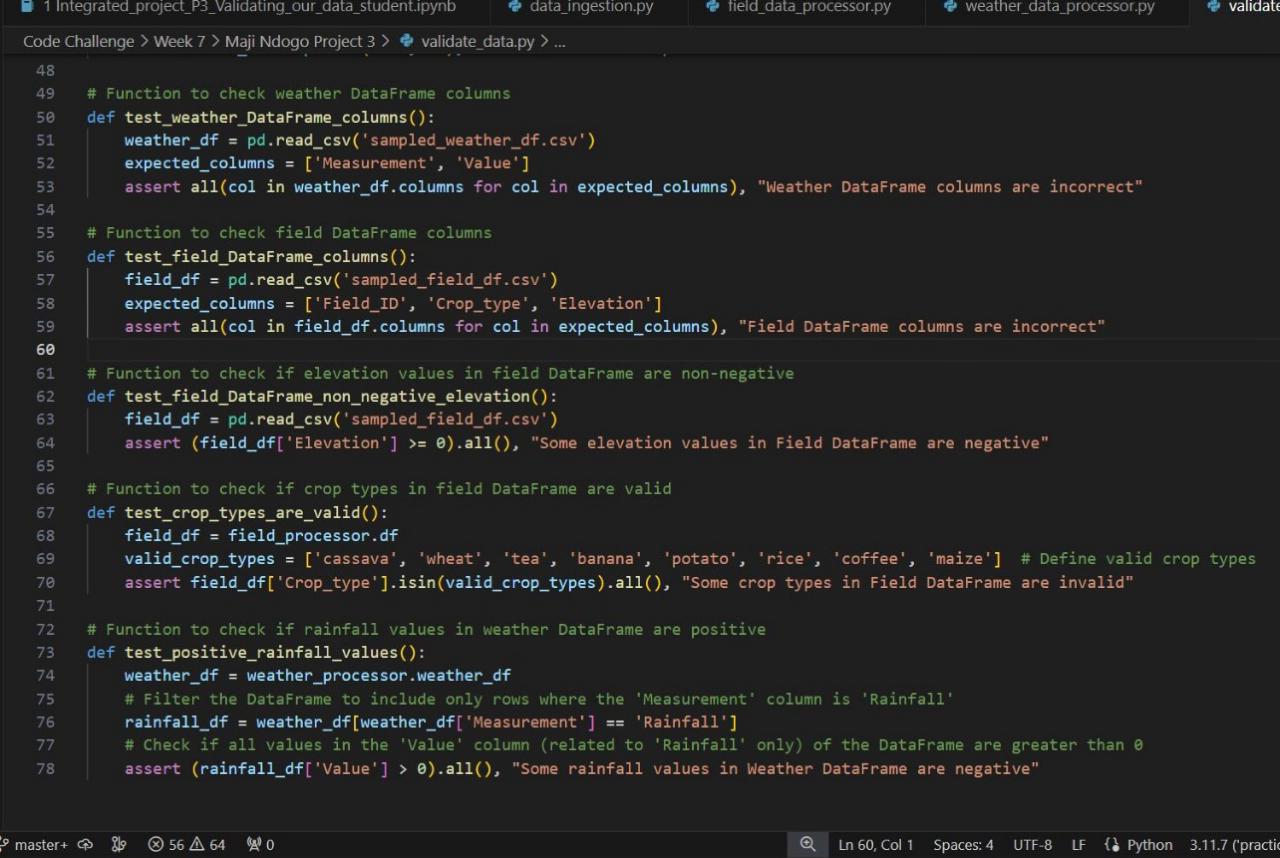 1 Integrated_project_P3_Validating_our_data_student.ipynb data_ingestion.py field_data_processor.py weather_data_processor.py validate
Code Challenge > Week 7 > Maji Ndogo Project 3 > validate_data.py > ...
48
49 # Function to check weather DataFrame columns
50 def test_weather_DataFrame_columns():
51     weather_df = pd.read_csv('sampled_weather_df.csv')
52     expected_columns = ['Measurement', 'Value']
53     assert all(col in weather_df.columns for col in expected_columns), "Weather DataFrame columns are incorrect"
54
55 # Function to check field DataFrame columns
56 def test_field_DataFrame_columns():
57     field_df = pd.read_csv('sampled_field_df.csv')
58     expected_columns = ['Field_ID', 'Crop_type', 'Elevation']
59     assert all(col in field_df.columns for col in expected_columns), "Field DataFrame columns are incorrect"
60
61 # Function to check if elevation values in field DataFrame are non-negative
62 def test_field_DataFrame_non_negative_elevation():
63     field_df = pd.read_csv('sampled_field_df.csv')
64     assert (field_df['Elevation'] >= 0).all(), "Some elevation values in Field DataFrame are negative"
65
66 # Function to check if crop types in field DataFrame are valid
67 def test_crop_types_are_valid():
68     field_df = field_processor.df
69     valid_crop_types = ['cassava', 'wheat', 'tea', 'banana', 'potato', 'rice', 'coffee', 'maize']  # Define valid crop types
70     assert field_df['Crop_type'].isin(valid_crop_types).all(), "Some crop types in Field DataFrame are invalid"
71
72 # Function to check if rainfall values in weather DataFrame are positive
73 def test_positive_rainfall_values():
74     weather_df = weather_processor.weather_df
75     # Filter the DataFrame to include only rows where the 'Measurement' column is 'Rainfall'
76     rainfall_df = weather_df[weather_df['Measurement'] == 'Rainfall']
77     # Check if all values in the 'Value' column (related to 'Rainfall' only) of the DataFrame are greater than 0
78     assert (rainfall_df['Value'] > 0).all(), "Some rainfall values in Weather DataFrame are negative"
master+ 56 64 0 Ln 60, Col 1 Spaces: 4 UTF-8 LF Python 3.11.7 ('practic